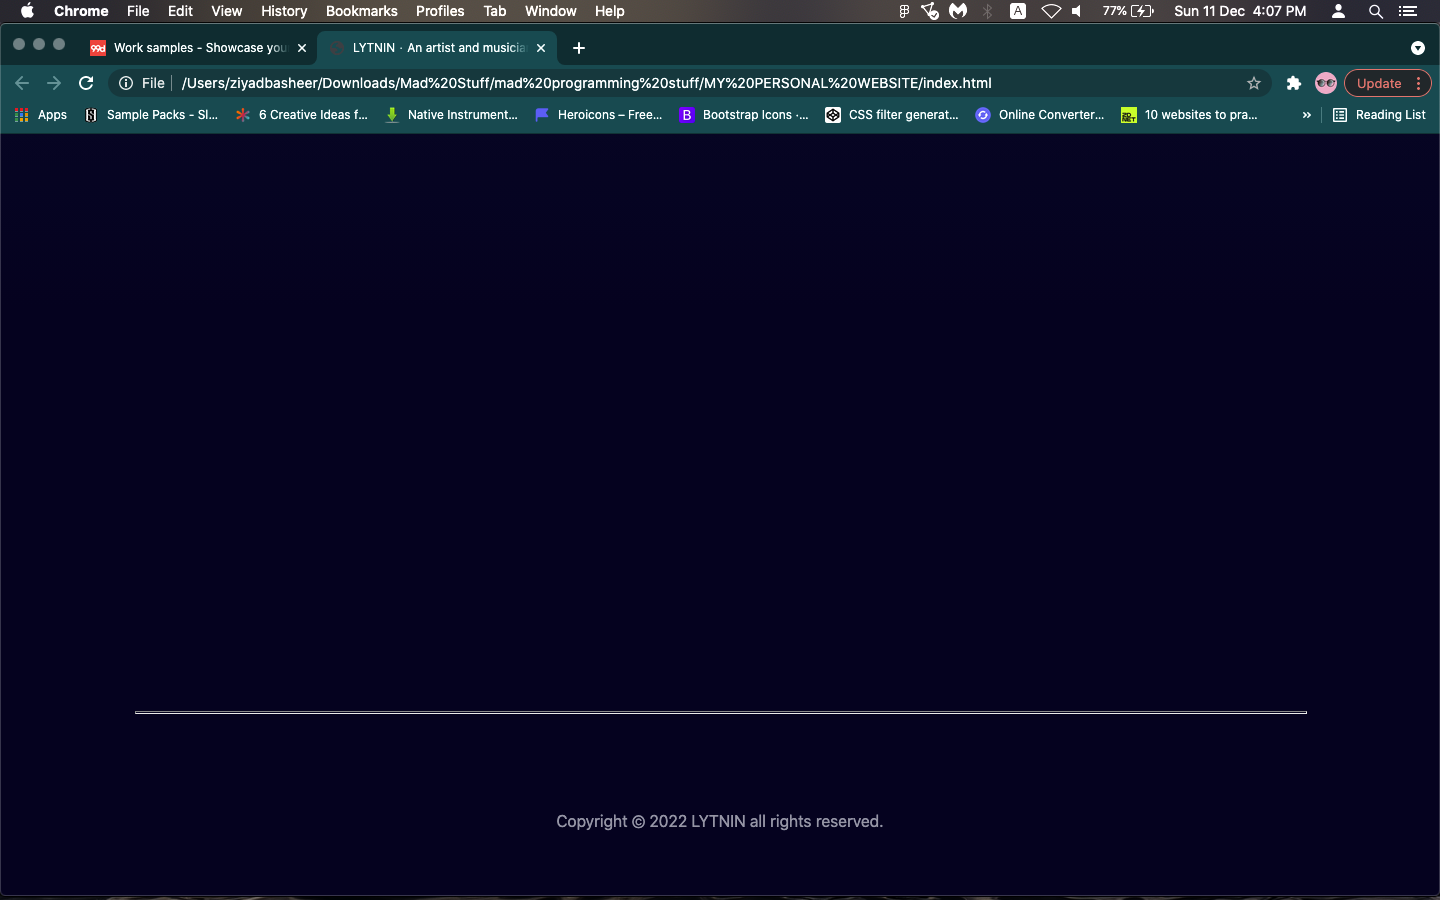 Chrome File Edit View History Bookmarks Profiles Tab Window Help A 77% Sun 11 Dec 4:07 PM
99d Work samples - Showcase you LYTNIN · An artist and musicia
File /Users/ziyadbasheer/Downloads/Mad%20Stuff/mad%20programming%20stuff/MY%20PERSONAL%20WEBSITE/index.html Update
Apps Sample Packs - Sl... 6 Creative Ideas f... Native Instrument... Heroicons – Free... B Bootstrap Icons ·... CSS filter generat... Online Converter... 10 websites to pra... » Reading List
Copyright © 2022 LYTNIN all rights reserved.